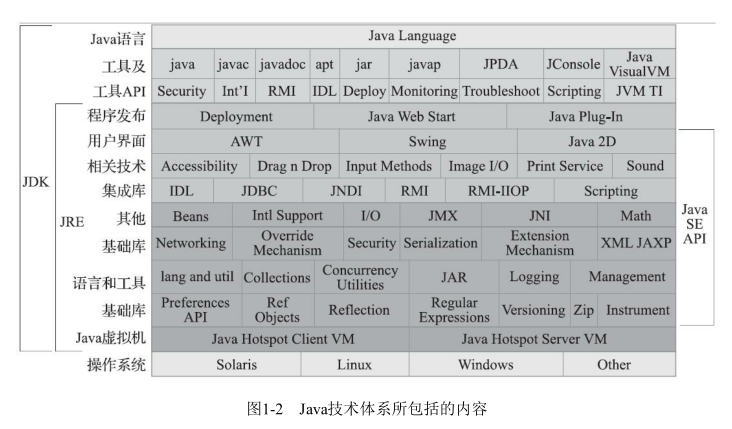 Java语言 Java Language
工具及 java javac javadoc apt jar javap JPDA JConsole Java VisualVM
工具API Security Int'I RMI IDL Deploy Monitoring Troubleshoot Scripting JVM TI
程序发布 Deployment Java Web Start Java Plug-In
用户界面 AWT Swing Java 2D
相关技术 Accessibility Drag n Drop Input Methods Image I/O Print Service Sound
集成库 IDL JDBC JNDI RMI RMI-IIOP Scripting
其他 Beans Intl Support I/O JMX JNI Math
基础库 Networking Override Mechanism Security Serialization Extension Mechanism XML JAXP
语言和工具 lang and util Collections Concurrency Utilities JAR Logging Management
基础库 Preferences API Ref Objects Reflection Regular Expressions Versioning Zip Instrument
Java虚拟机 Java Hotspot Client VM Java Hotspot Server VM
操作系统 Solaris Linux Windows Other
JDK
JRE
Java
SE
API
图1-2 Java技术体系所包括的内容